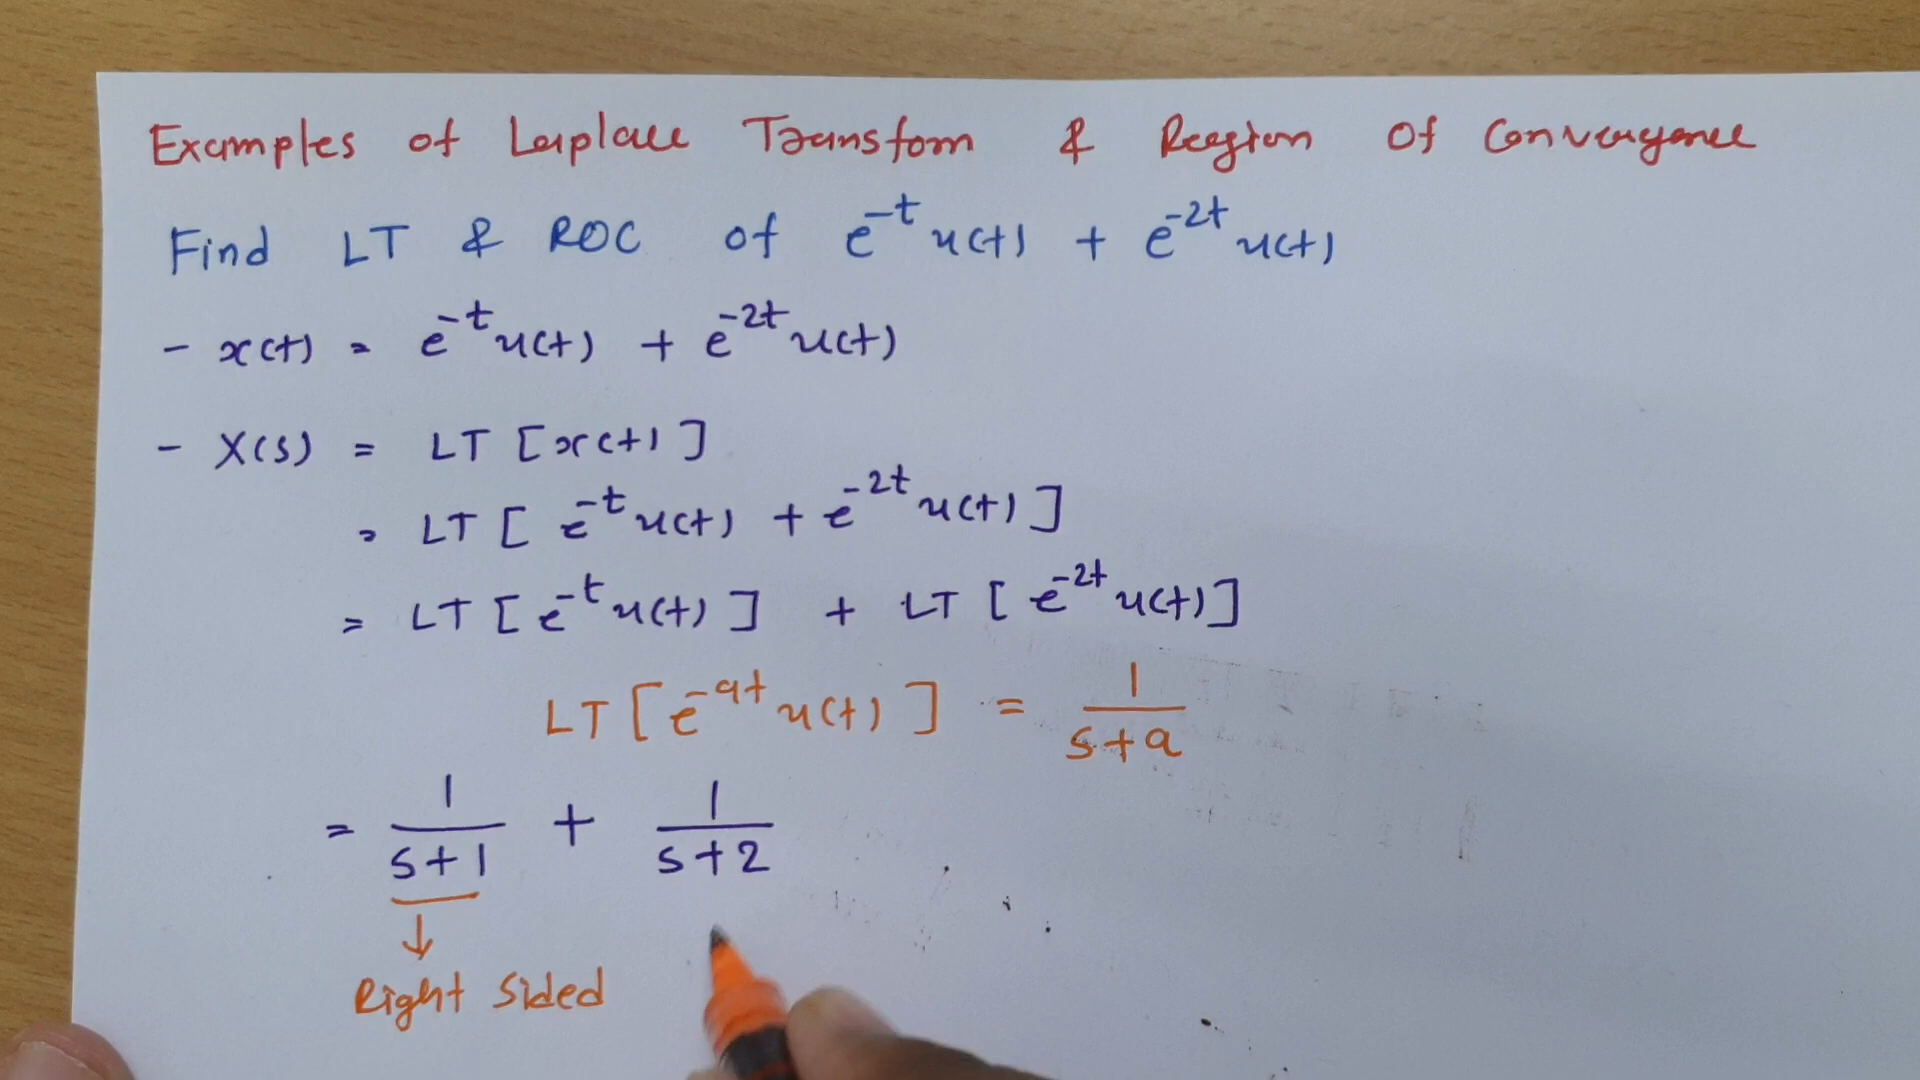 Examples of Laplace Transform & Region Of Convergence
Find LT & ROC of e^{-t} u(t) + e^{-2t} u(t)
- x(t) = e^{-t} u(t) + e^{-2t} u(t)
- X(s) = LT [x(t)]
= LT [ e^{-t} u(t) + e^{-2t} u(t) ]
= LT [ e^{-t} u(t) ] + LT [ e^{-2t} u(t) ]
LT [ e^{-at} u(t) ] = 1/(s+a)
= 1/(s+1) + 1/(s+2)
↓
Right Sided